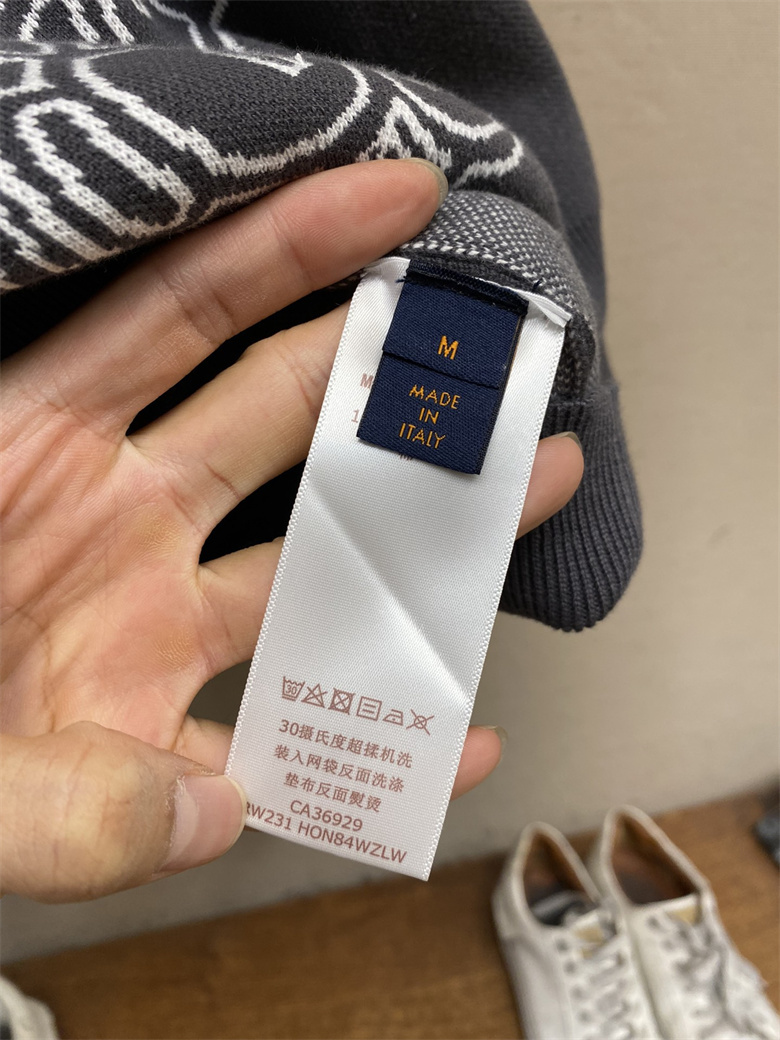 M
MADE
IN
ITALY
30
30摄氏度超揉机洗
装入网袋反面洗涤
垫布反面熨烫
CA36929
RW231 HON84WZLW